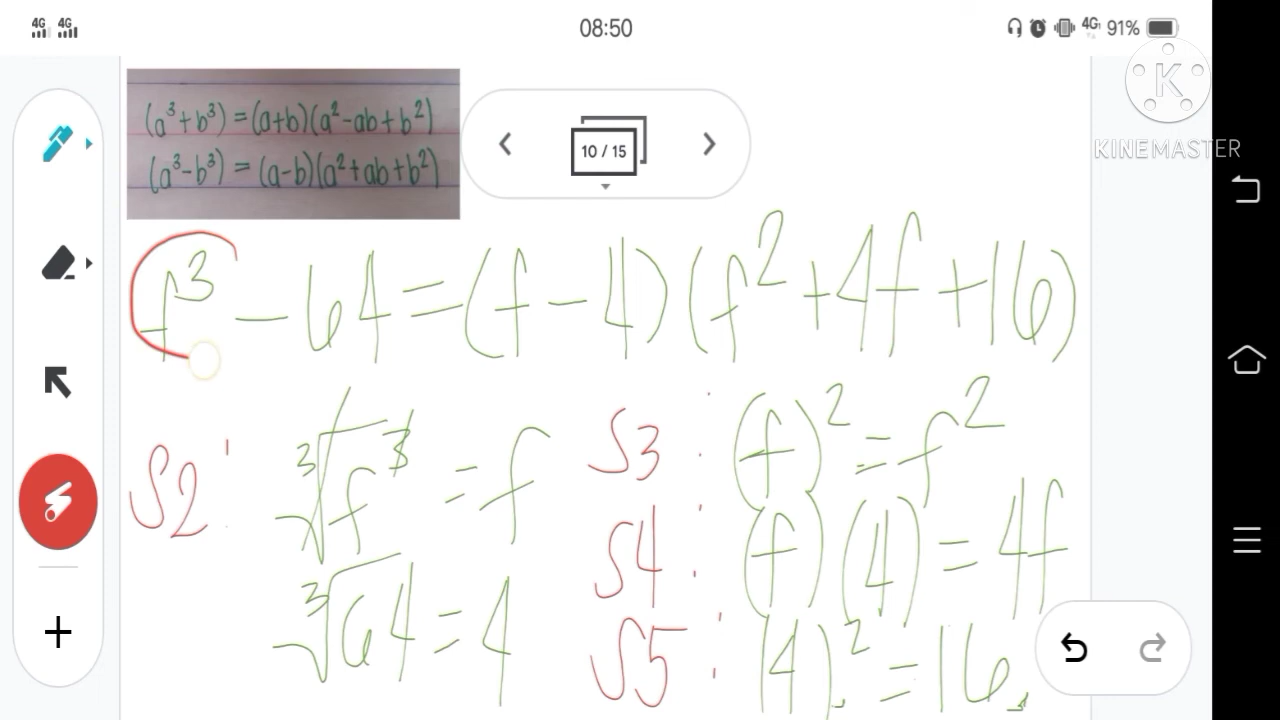 4G 4G 08:50 4G 91%
K
KINEMASTER
(a³+b³) = (a+b)(a²-ab+b²)
(a³-b³) = (a-b)(a²+ab+b²)
10 / 15
f³ - 64 = (f - 4) (f² + 4f + 16)
S2: ∛f³ = f
∛64 = 4
S3: (f)² = f²
S4: (f)(4) = 4f
S5: (4)² = 16